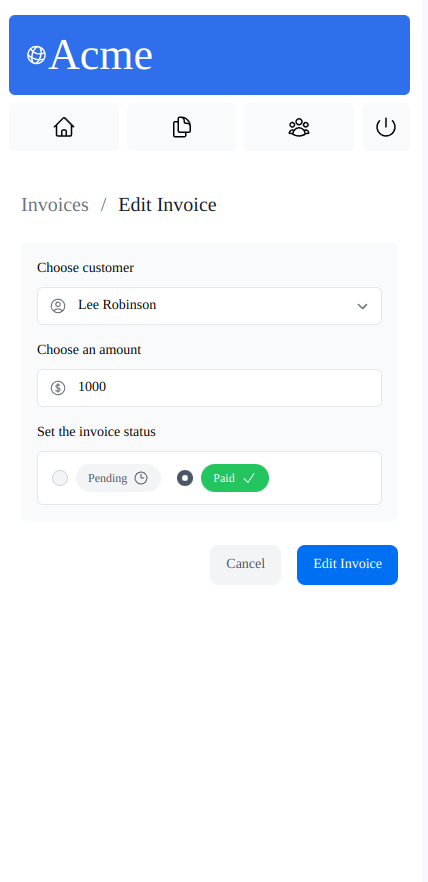 Acme
Invoices / Edit Invoice
Choose customer
Lee Robinson
Choose an amount
1000
Set the invoice status
Pending
Paid
Cancel
Edit Invoice